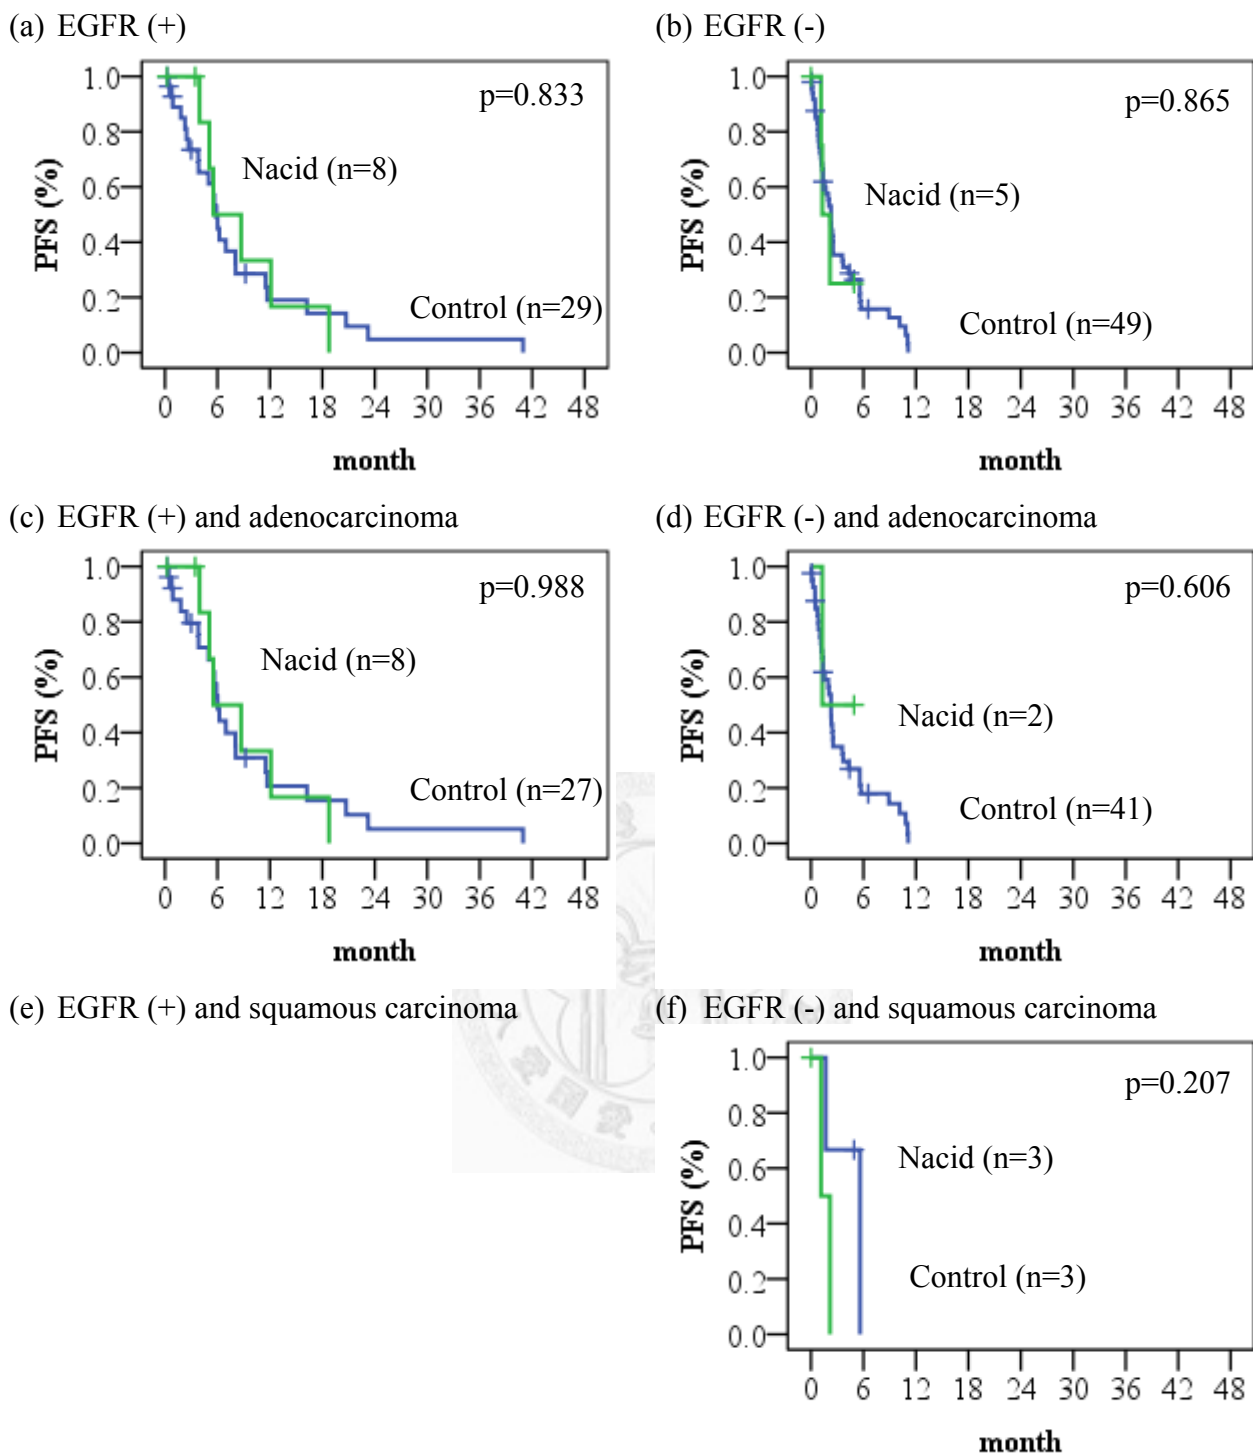 (a) EGFR (+)
p=0.833
Nacid (n=8)
Control (n=29)
PFS (%)
1.0
0.8
0.6
0.4
0.2
0.0
0 6 12 18 24 30 36 42 48
month
(b) EGFR (-)
p=0.865
Nacid (n=5)
Control (n=49)
PFS (%)
1.0
0.8
0.6
0.4
0.2
0.0
0 6 12 18 24 30 36 42 48
month
(c) EGFR (+) and adenocarcinoma
p=0.988
Nacid (n=8)
Control (n=27)
PFS (%)
1.0
0.8
0.6
0.4
0.2
0.0
0 6 12 18 24 30 36 42 48
month
(d) EGFR (-) and adenocarcinoma
p=0.606
Nacid (n=2)
Control (n=41)
PFS (%)
1.0
0.8
0.6
0.4
0.2
0.0
0 6 12 18 24 30 36 42 48
month
(e) EGFR (+) and squamous carcinoma
(f) EGFR (-) and squamous carcinoma
p=0.207
Nacid (n=3)
Control (n=3)
PFS (%)
1.0
0.8
0.6
0.4
0.2
0.0
0 6 12 18 24 30 36 42 48
month
愛國愛